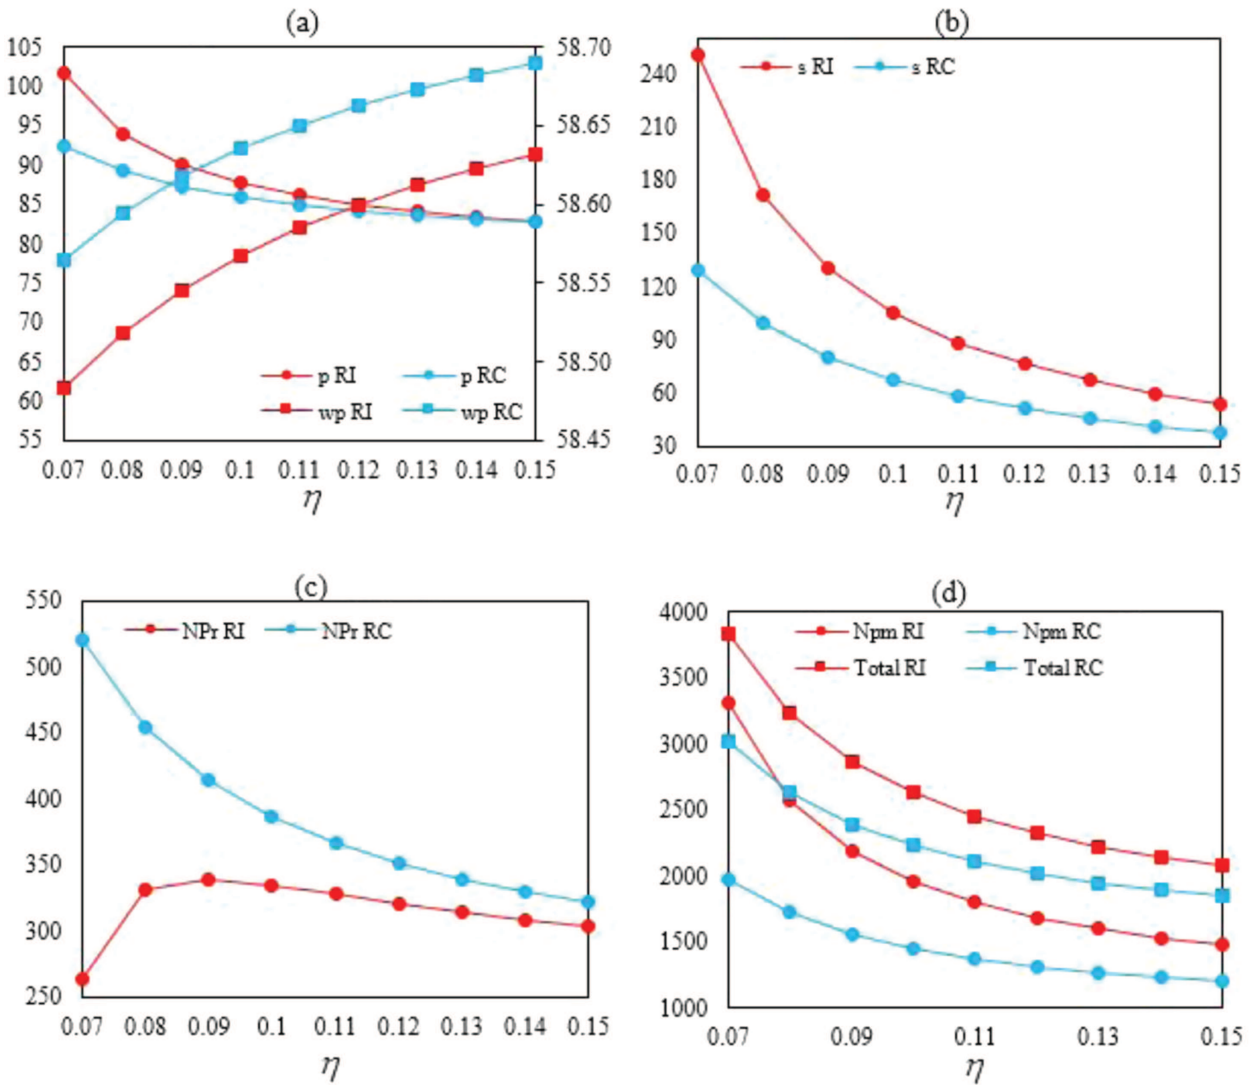 (a)
105
100
95
90
85
80
75
70
65
60
55
58.70
58.65
58.60
58.55
58.50
58.45
p RI
p RC
wp RI
wp RC
0.07 0.08 0.09 0.1 0.11 0.12 0.13 0.14 0.15
η
(b)
240
210
180
150
120
90
60
30
s RI
s RC
0.07 0.08 0.09 0.1 0.11 0.12 0.13 0.14 0.15
η
(c)
550
500
450
400
350
300
250
NPr RI
NPr RC
0.07 0.08 0.09 0.1 0.11 0.12 0.13 0.14 0.15
η
(d)
4000
3500
3000
2500
2000
1500
1000
Npm RI
Npm RC
Total RI
Total RC
0.07 0.09 0.11 0.13 0.15
η